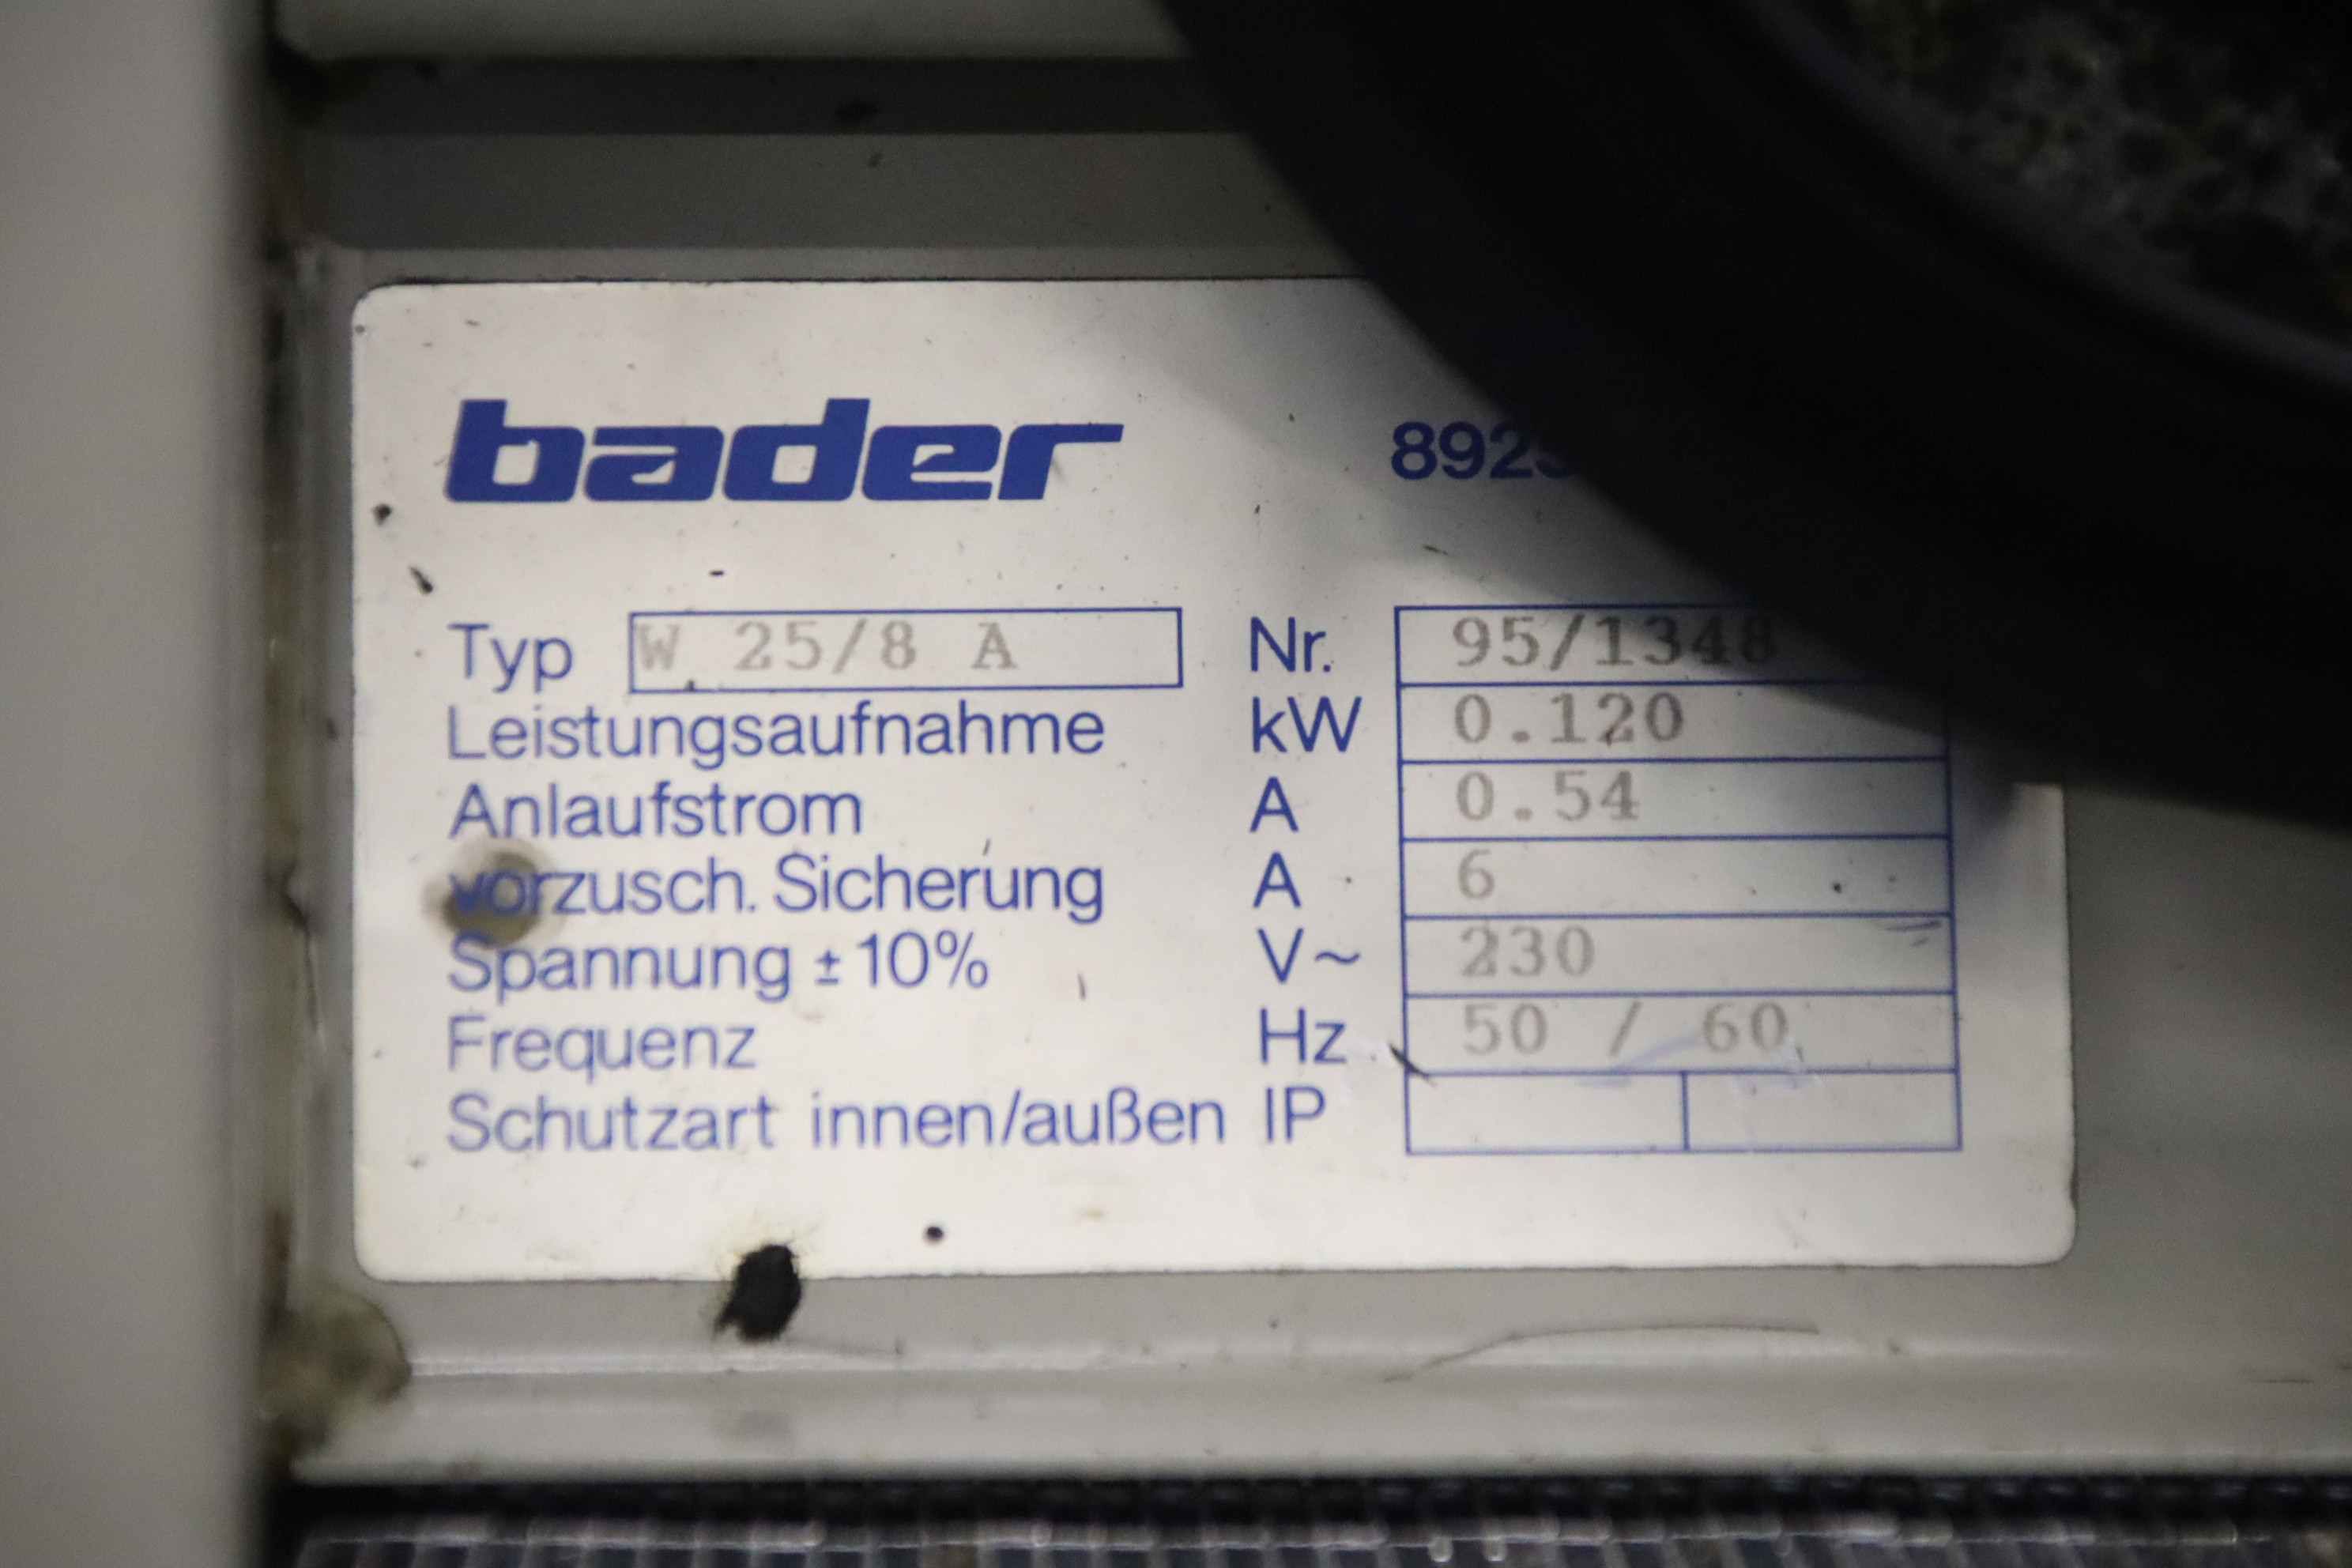 bader 892
Typ W 25/8 A Nr. 95/1348
Leistungsaufnahme kW 0.120
Anlaufstrom A 0.54
vorzusch. Sicherung A 6
Spannung ±10% V~ 230
Frequenz Hz 50 / 60
Schutzart innen/außen IP